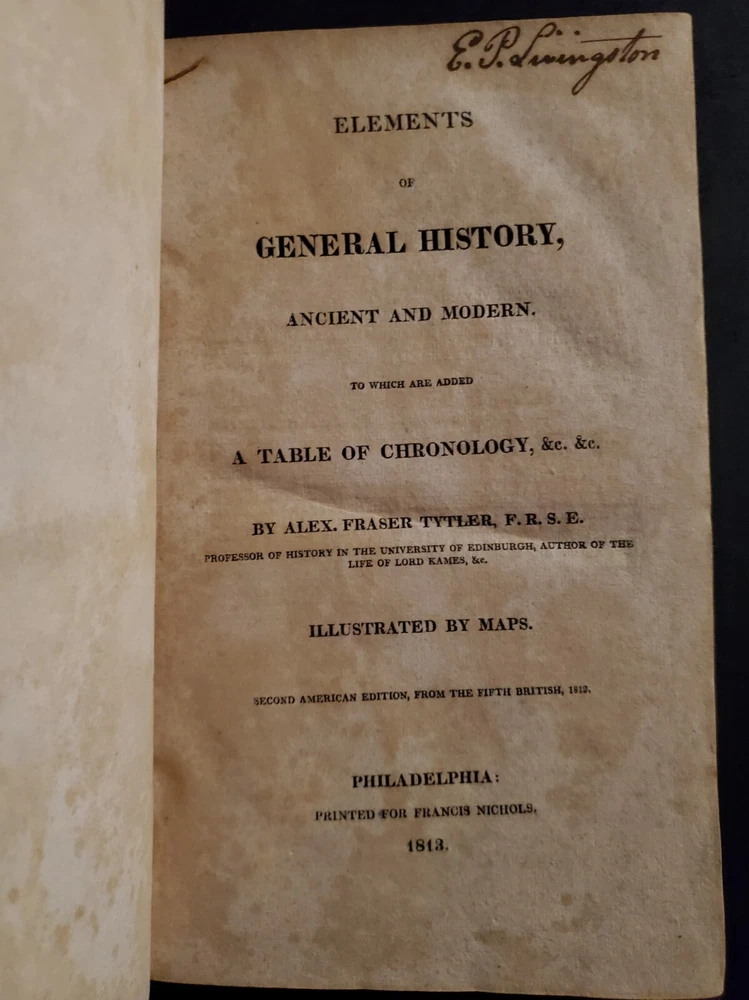 E. P. Livingston
ELEMENTS
OF
GENERAL HISTORY,
ANCIENT AND MODERN.
TO WHICH ARE ADDED
A TABLE OF CHRONOLOGY, &c. &c.
BY ALEX. FRASER TYTLER, F. R. S. E.
PROFESSOR OF HISTORY IN THE UNIVERSITY OF EDINBURGH, AUTHOR OF THE
LIFE OF LORD KAMES, &c.
ILLUSTRATED BY MAPS.
SECOND AMERICAN EDITION, FROM THE FIFTH BRITISH, 1812.
PHILADELPHIA:
PRINTED FOR FRANCIS NICHOLS.
1813.